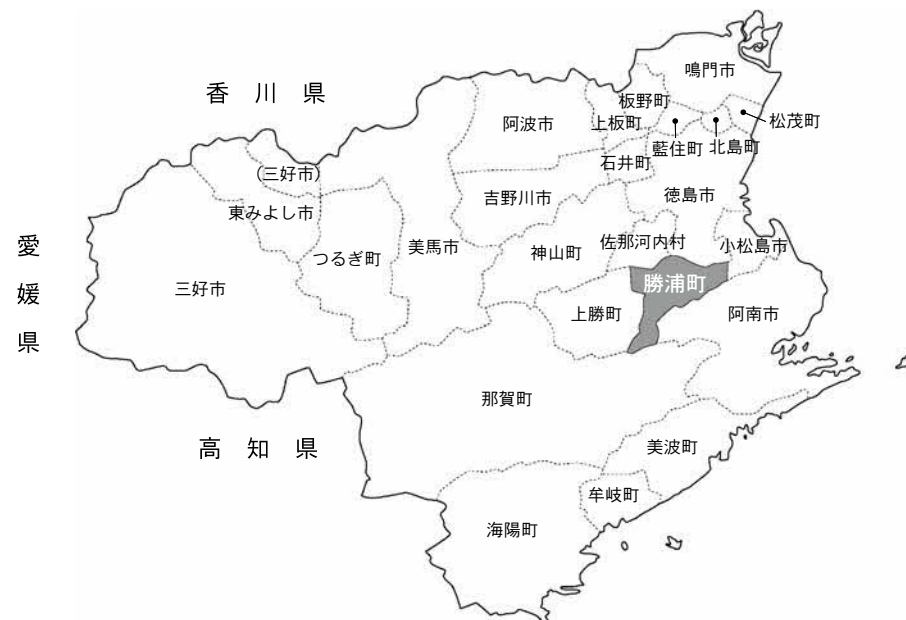 香川県
愛媛県
高知県
鳴門市
板野町
松茂町
上板町
阿波市
藍住町
北島町
石井町
(三好市)
吉野川市
徳島市
東みよし市
美馬市
佐那河内村
小松島市
つるぎ町
神山町
三好市
勝浦町
上勝町
阿南市
那賀町
美波町
牟岐町
海陽町